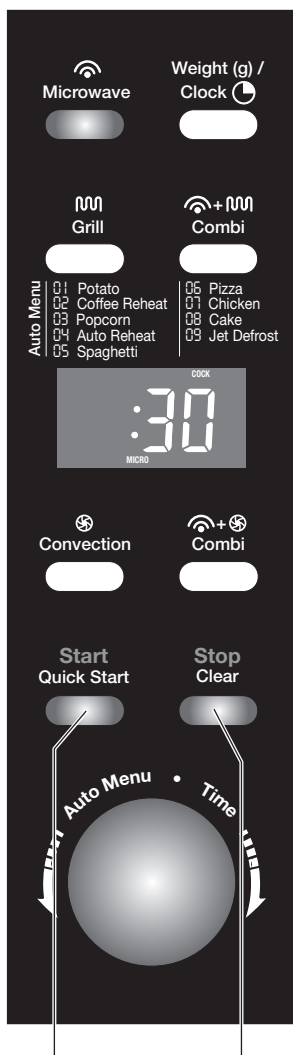 Microwave
Weight (g) /
Clock
Grill
+
Combi
Auto Menu
01 Potato
02 Coffee Reheat
03 Popcorn
04 Auto Reheat
05 Spaghetti
06 Pizza
07 Chicken
08 Cake
09 Jet Defrost
COCK
:30
MICRO
Convection
+
Combi
Start
Quick Start
Stop
Clear
Auto Menu • Time